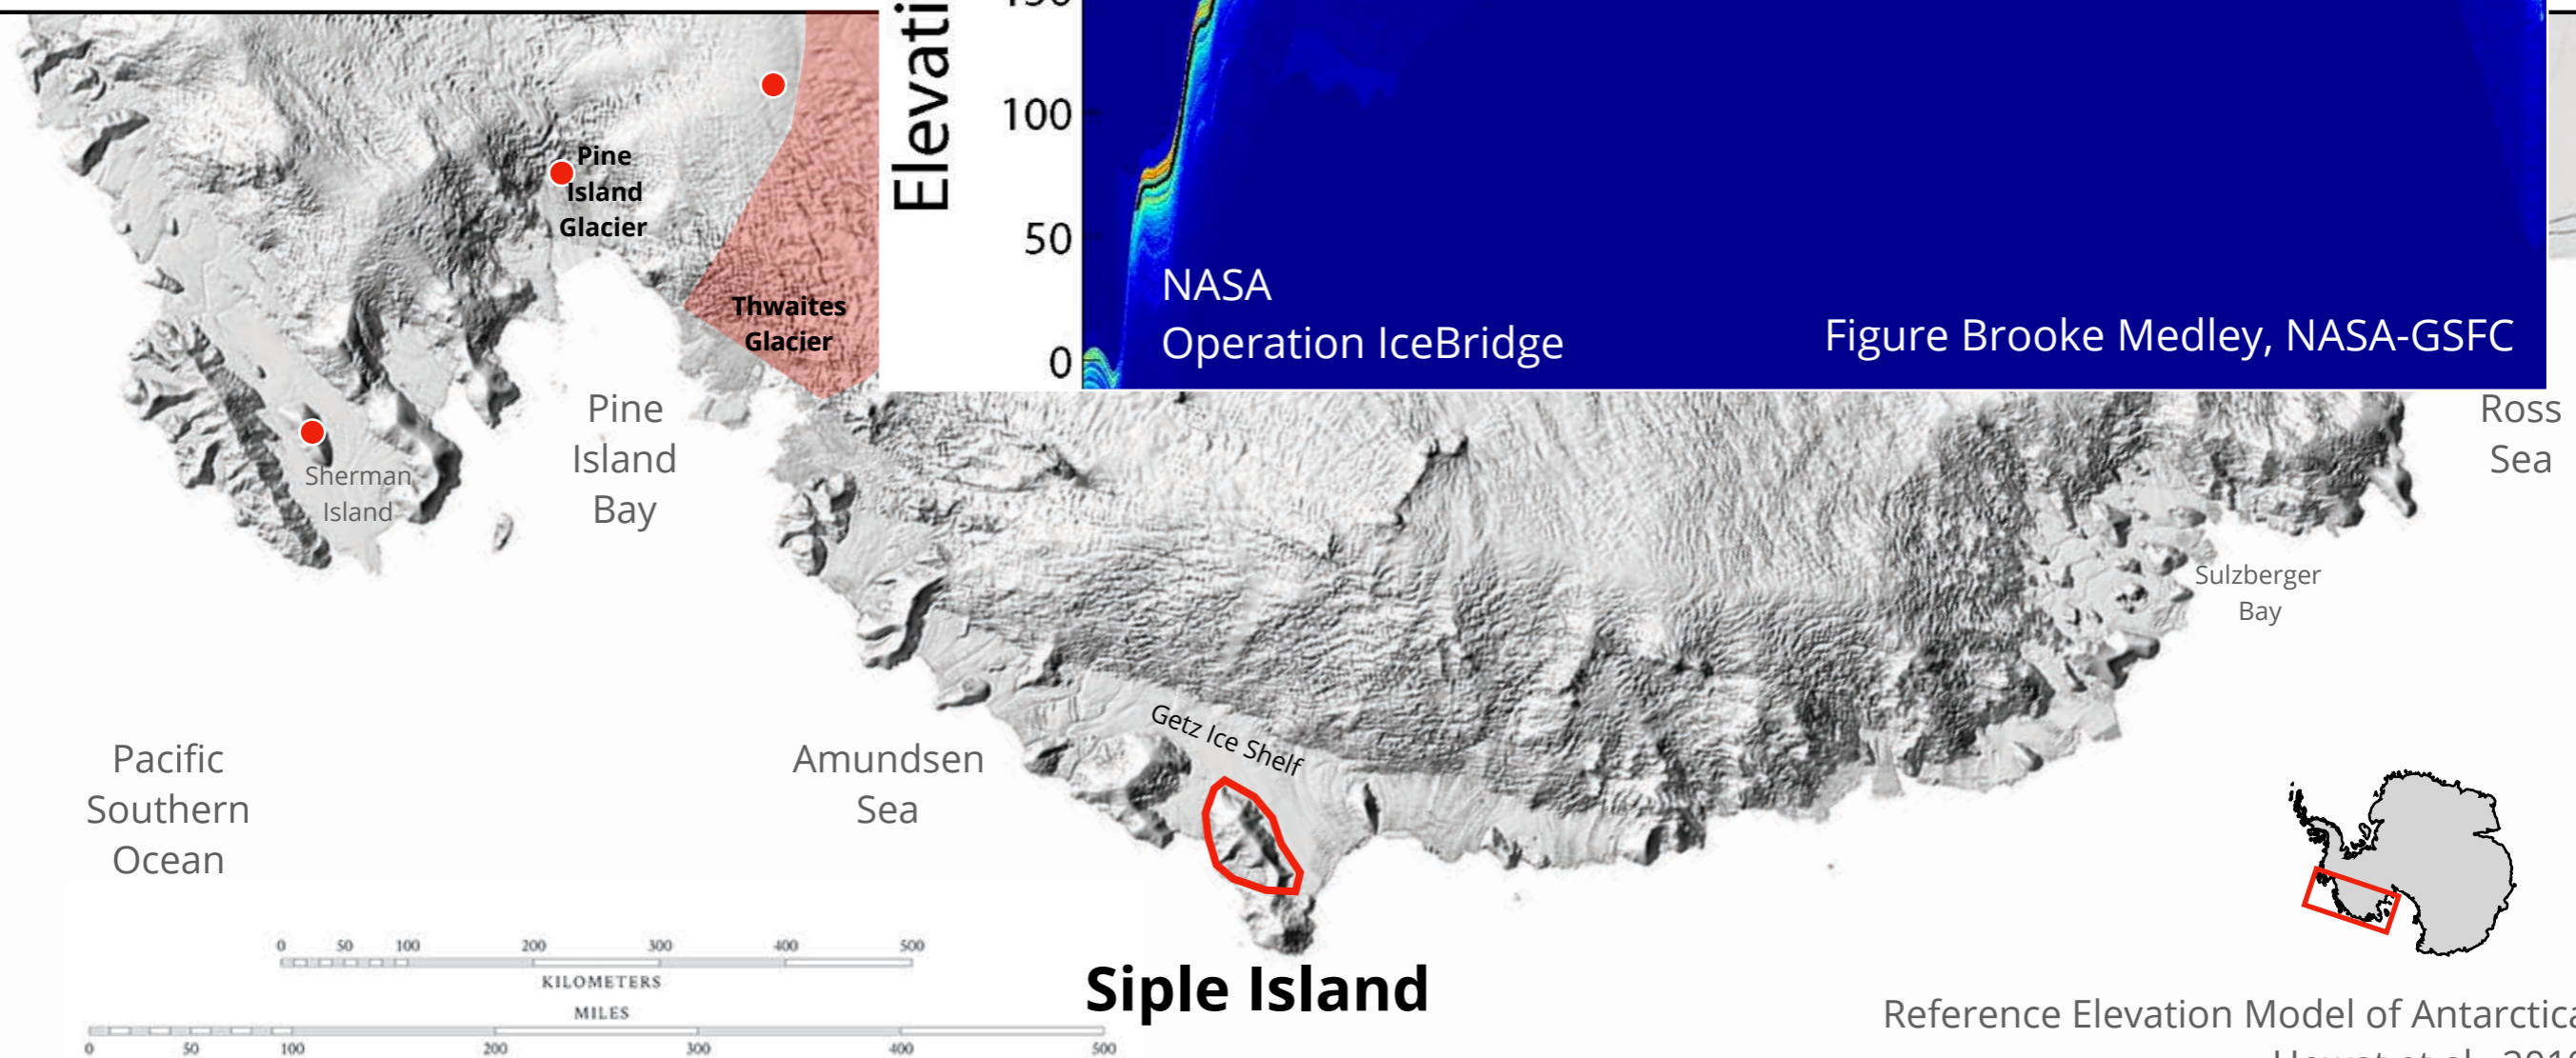 Elevati
150
100
50
0
NASA
Operation IceBridge
Figure Brooke Medley, NASA-GSFC
Pine
Island
Glacier
Thwaites
Glacier
Pine
Island
Bay
Sherman
Island
Ross
Sea
Sulzberger
Bay
Getz Ice Shelf
Pacific
Southern
Ocean
Amundsen
Sea
Siple Island
0 50 100 200 300 400 500
KILOMETERS
MILES
0 50 100 200 300 400 500
Reference Elevation Model of Antarctica